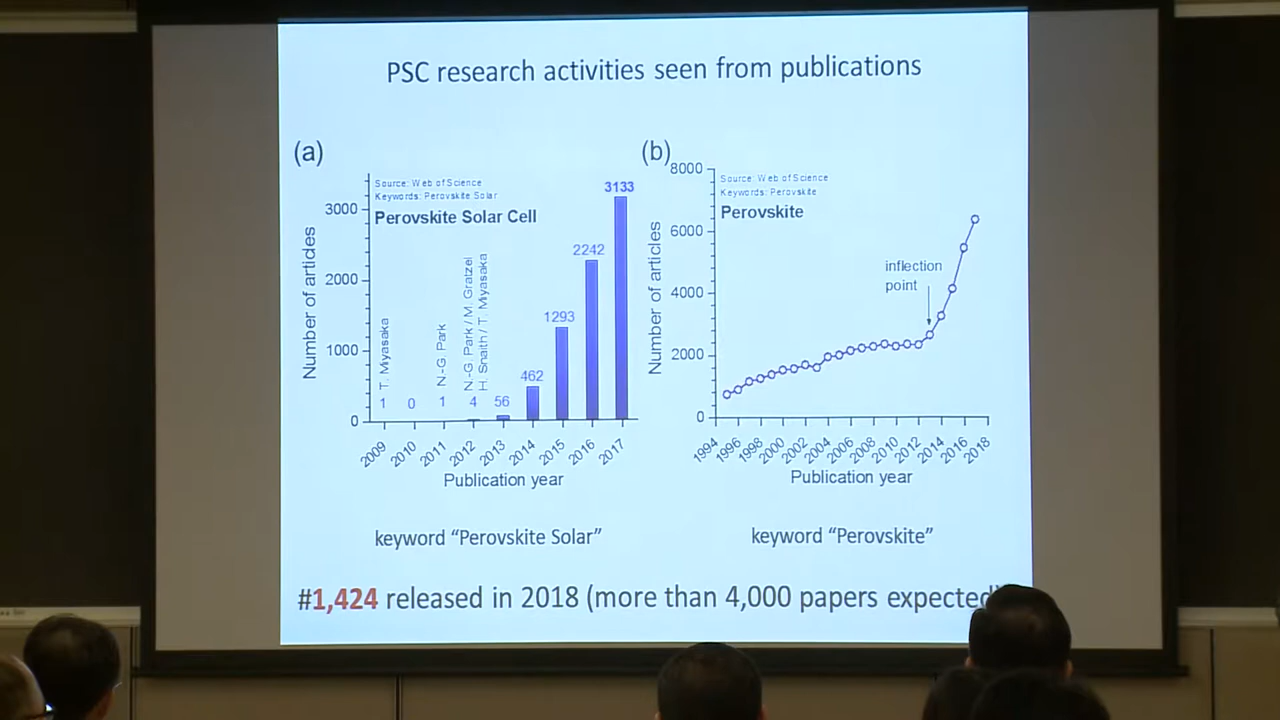 PSC research activities seen from publications
(a)
Source: Web of Science
Keywords: Perovskite Solar
Perovskite Solar Cell
Number of articles
3000
2000
1000
0
T. Myasaka
N.-G. Park
N.-G. Park / M. Gratzel
H. Snaith / T. Miyasaka
1
0
1
4
56
462
1293
2242
3133
2009
2010
2011
2012
2013
2014
2015
2016
2017
Publication year
keyword “Perovskite Solar”
(b)
Source: Web of Science
Keywords: Perovskite
Perovskite
Number of articles
8000
6000
4000
2000
0
inflection
point
1994
1996
1998
2000
2002
2004
2006
2008
2010
2012
2014
2016
2018
Publication year
keyword “Perovskite”
#1,424 released in 2018 (more than 4,000 papers expected)